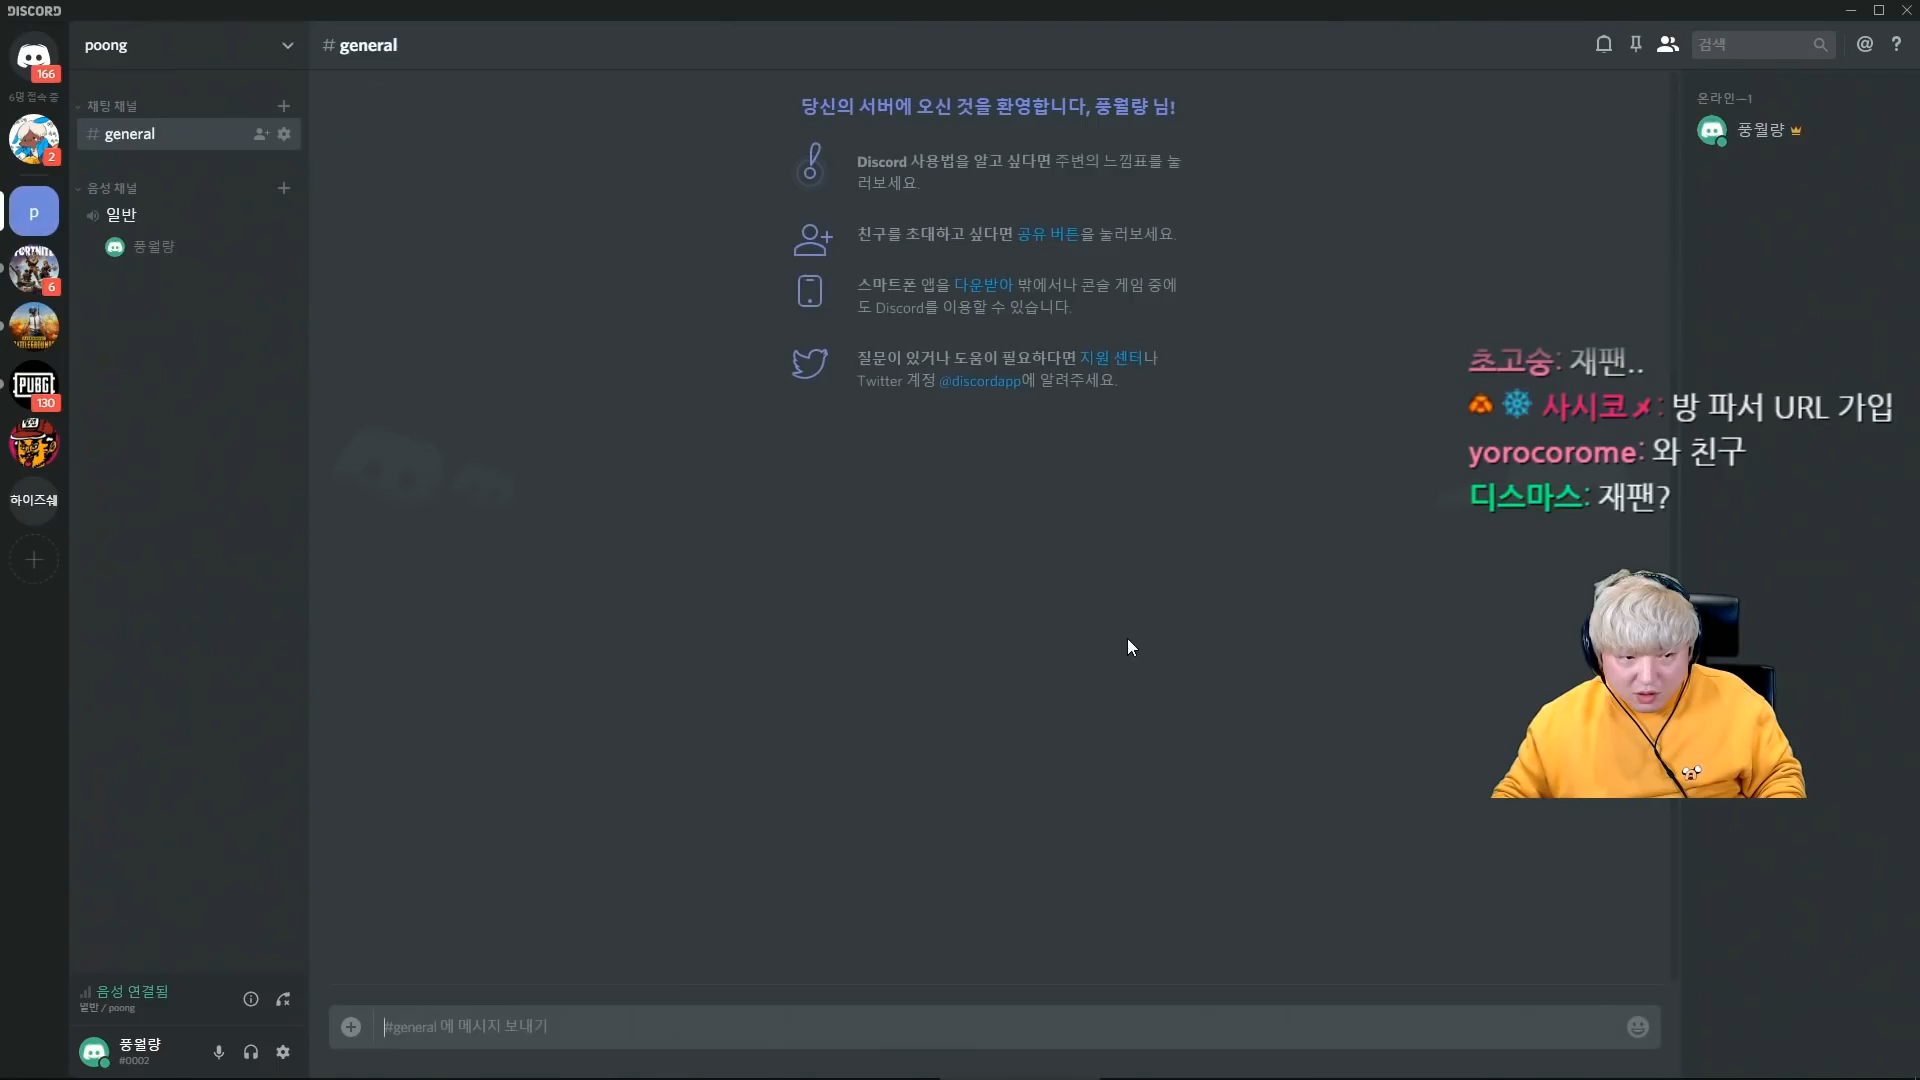 DISCORD
166
6명 접속 중
2
p
FORTNITE
6
BATTLEGROUNDS
PUBG
130
하이즈쉐
poong
채팅 채널
# general
음성 채널
일반
풍월량
음성 연결됨
일반 / poong
풍월량
#0002
# general
검색
@
?
당신의 서버에 오신 것을 환영합니다, 풍월량 님!
Discord 사용법을 알고 싶다면 주변의 느낌표를 눌
러보세요.
친구를 초대하고 싶다면 공유 버튼을 눌러보세요.
스마트폰 앱을 다운받아 밖에서나 콘솔 게임 중에
도 Discord를 이용할 수 있습니다.
질문이 있거나 도움이 필요하다면 지원 센터나
Twitter 계정 @discordapp에 알려주세요.
#general 에 메시지 보내기
온라인—1
풍월량
초고숭: 재팬..
사시코メ: 방 파서 URL 가입
yorocorome: 와 친구
디스마스: 재팬?